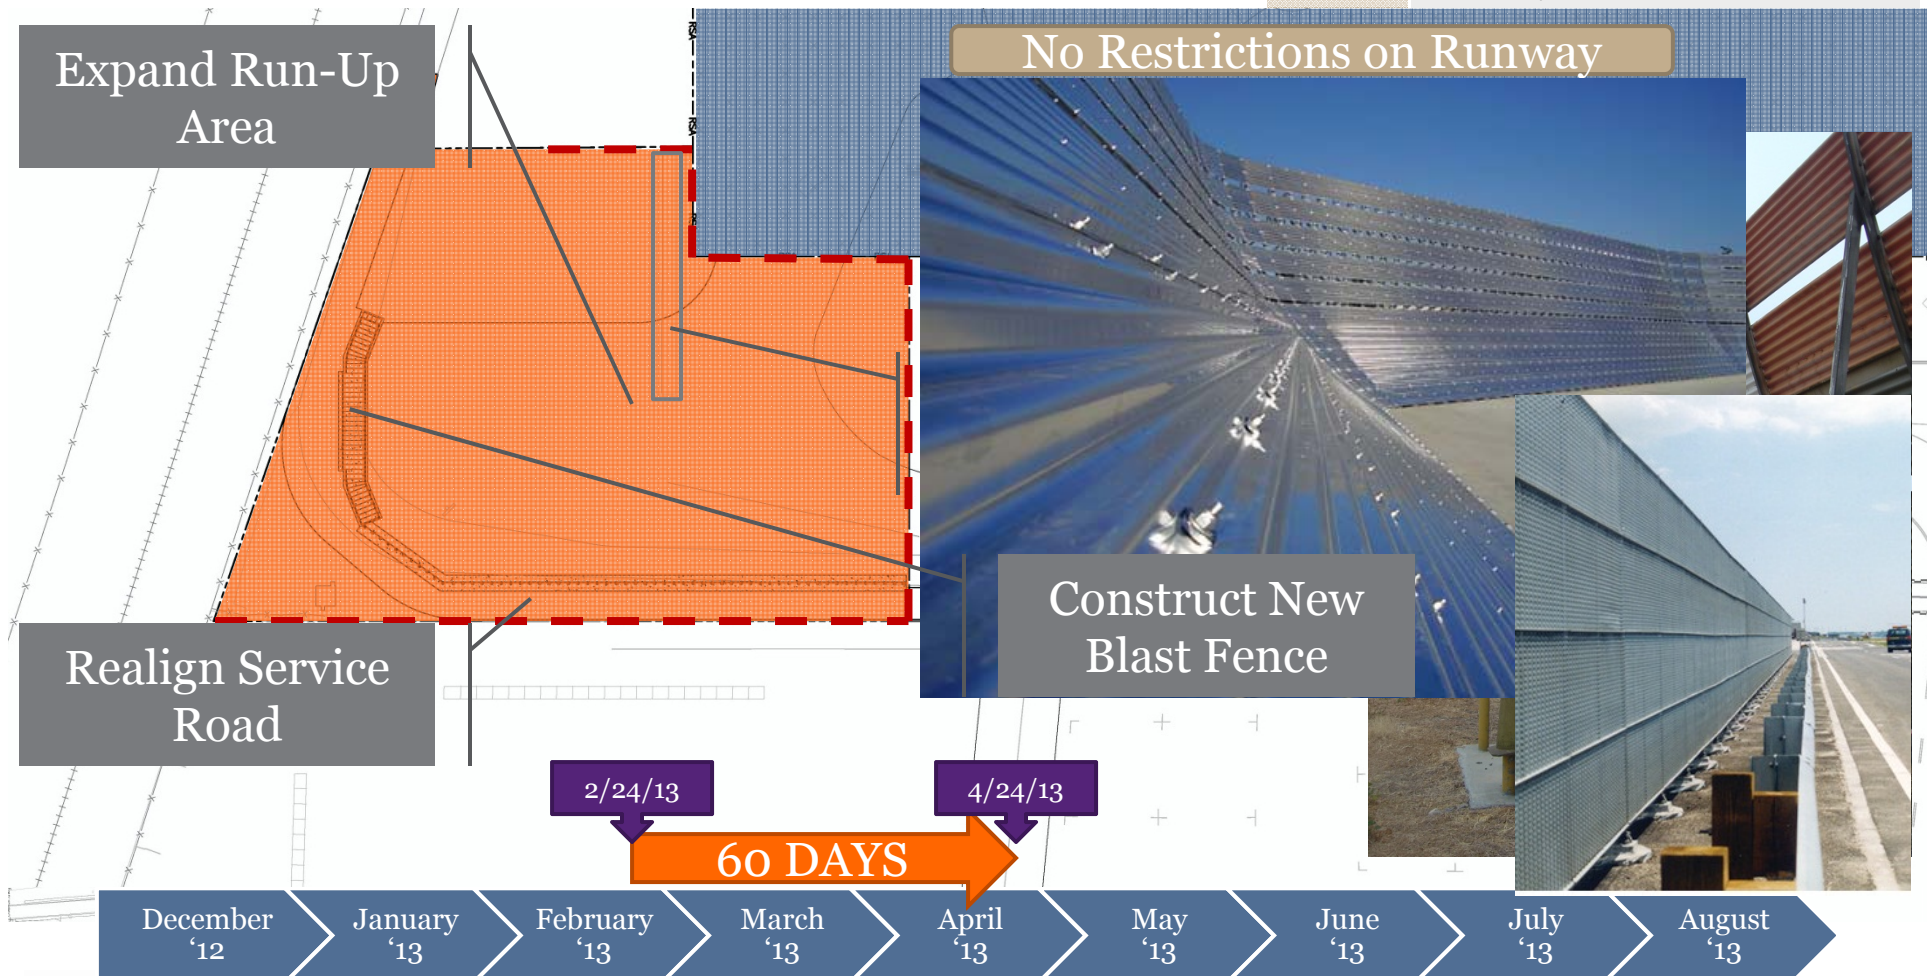 No Restrictions on Runway
Expand Run-Up
Area
RSA
RSA
Construct New
Blast Fence
Realign Service
Road
2/24/13
4/24/13
60 DAYS
December
‘12
January
‘13
February
‘13
March
‘13
April
‘13
May
‘13
June
‘13
July
‘13
August
‘13